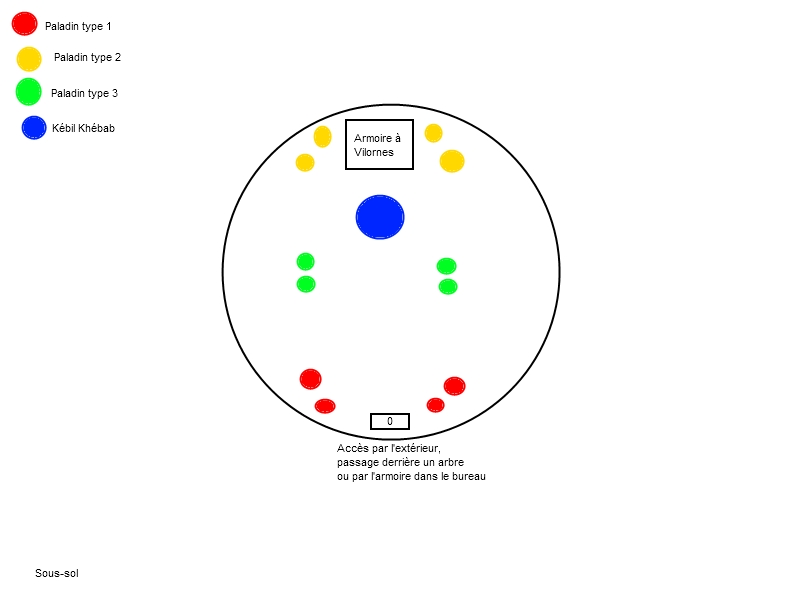 Paladin type 1
Paladin type 2
Paladin type 3
Kébil Khébab
Armoire à
Vilornes
0
Accès par l'extérieur,
passage derrière un arbre
ou par l'armoire dans le bureau
Sous-sol